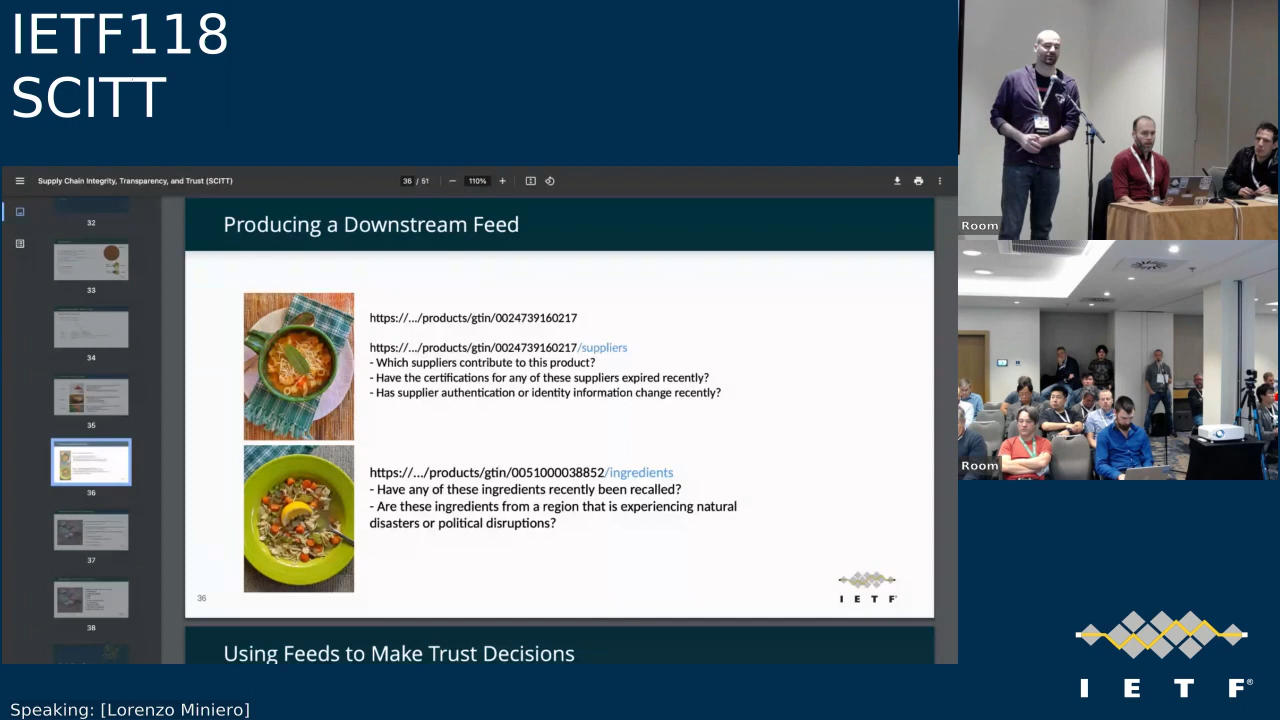 IETF118
SCITT
Supply Chain Integrity, Transparency, and Trust (SCITT)
36 / 51
110%
32
33
34
35
36
37
38
Producing a Downstream Feed
https://.../products/gtin/0024739160217
https://.../products/gtin/0024739160217/suppliers
- Which suppliers contribute to this product?
- Have the certifications for any of these suppliers expired recently?
- Has supplier authentication or identity information change recently?
https://.../products/gtin/0051000038852/ingredients
- Have any of these ingredients recently been recalled?
- Are these ingredients from a region that is experiencing natural
disasters or political disruptions?
36
I E T F
Using Feeds to Make Trust Decisions
Room
Room
I E T F®
Speaking: [Lorenzo Miniero]